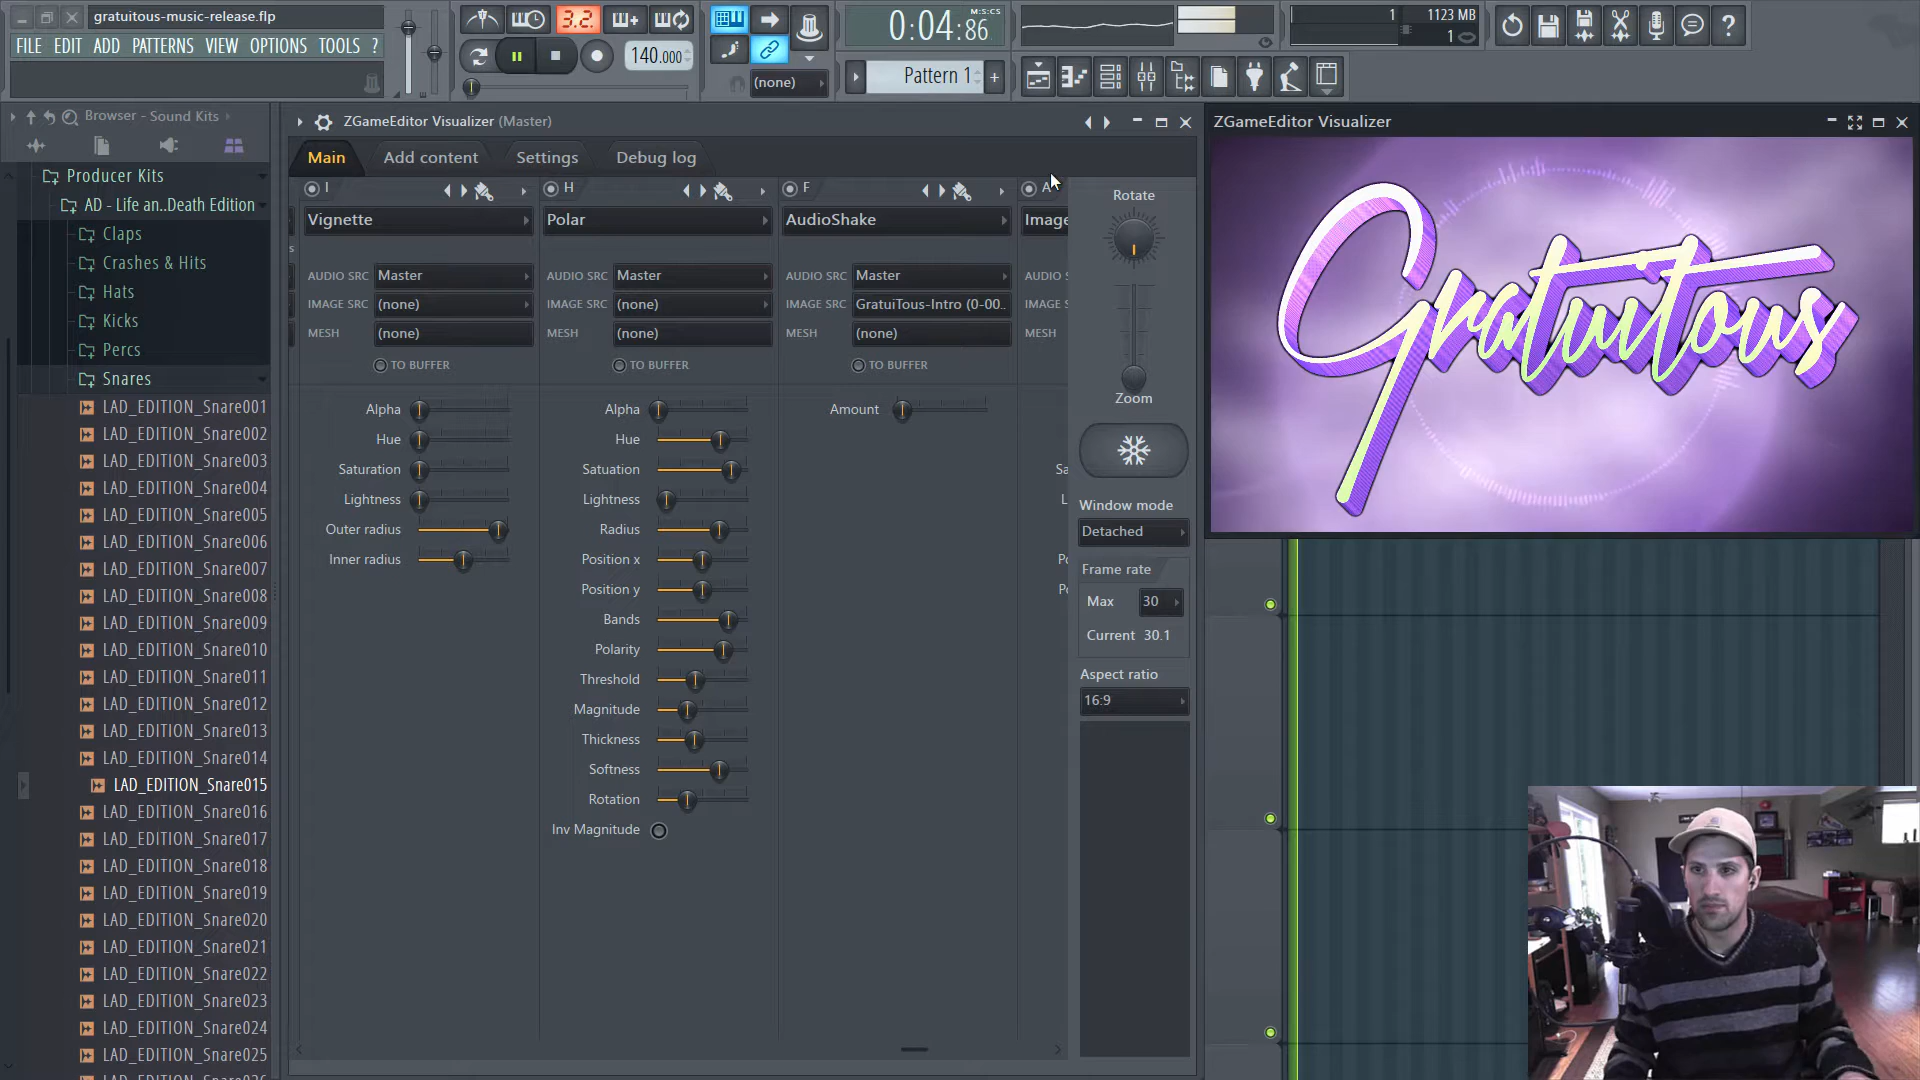 gratuitous-music-release.flp
FILE EDIT ADD PATTERNS VIEW OPTIONS TOOLS ?
3.2.
140.000
(none)
0:04:86
M:S:CS
Pattern 1
1
1123 MB
1
Browser - Sound Kits
Producer Kits
AD - Life an..Death Edition
Claps
Crashes & Hits
Hats
Kicks
Percs
Snares
LAD_EDITION_Snare001
LAD_EDITION_Snare002
LAD_EDITION_Snare003
LAD_EDITION_Snare004
LAD_EDITION_Snare005
LAD_EDITION_Snare006
LAD_EDITION_Snare007
LAD_EDITION_Snare008
LAD_EDITION_Snare009
LAD_EDITION_Snare010
LAD_EDITION_Snare011
LAD_EDITION_Snare012
LAD_EDITION_Snare013
LAD_EDITION_Snare014
LAD_EDITION_Snare015
LAD_EDITION_Snare016
LAD_EDITION_Snare017
LAD_EDITION_Snare018
LAD_EDITION_Snare019
LAD_EDITION_Snare020
LAD_EDITION_Snare021
LAD_EDITION_Snare022
LAD_EDITION_Snare023
LAD_EDITION_Snare024
LAD_EDITION_Snare025
ZGameEditor Visualizer (Master)
Main Add content Settings Debug log
I
Vignette
AUDIO SRC Master
IMAGE SRC (none)
MESH (none)
TO BUFFER
Alpha
Hue
Saturation
Lightness
Outer radius
Inner radius
H
Polar
AUDIO SRC Master
IMAGE SRC (none)
MESH (none)
TO BUFFER
Alpha
Hue
Satuation
Lightness
Radius
Position x
Position y
Bands
Polarity
Threshold
Magnitude
Thickness
Softness
Rotation
Inv Magnitude
F
AudioShake
AUDIO SRC Master
IMAGE SRC GratuiTous-Intro (0-00..
MESH (none)
TO BUFFER
Amount
A
Image
AUDIO S
IMAGE S
MESH
Sa
L
Po
Po
Rotate
Zoom
Window mode
Detached
Frame rate
Max 30
Current 30.1
Aspect ratio
16:9
ZGameEditor Visualizer
Gratuitous